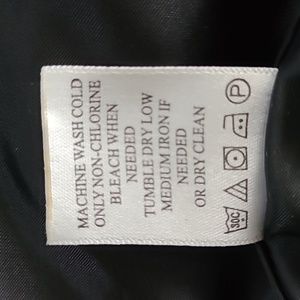 MACHINE WASH COLD
ONLY NON-CHLORINE
BLEACH WHEN
NEEDED
TUMBLE DRY LOW
MEDIUM IRON IF
NEEDED
OR DRY CLEAN
30C
P